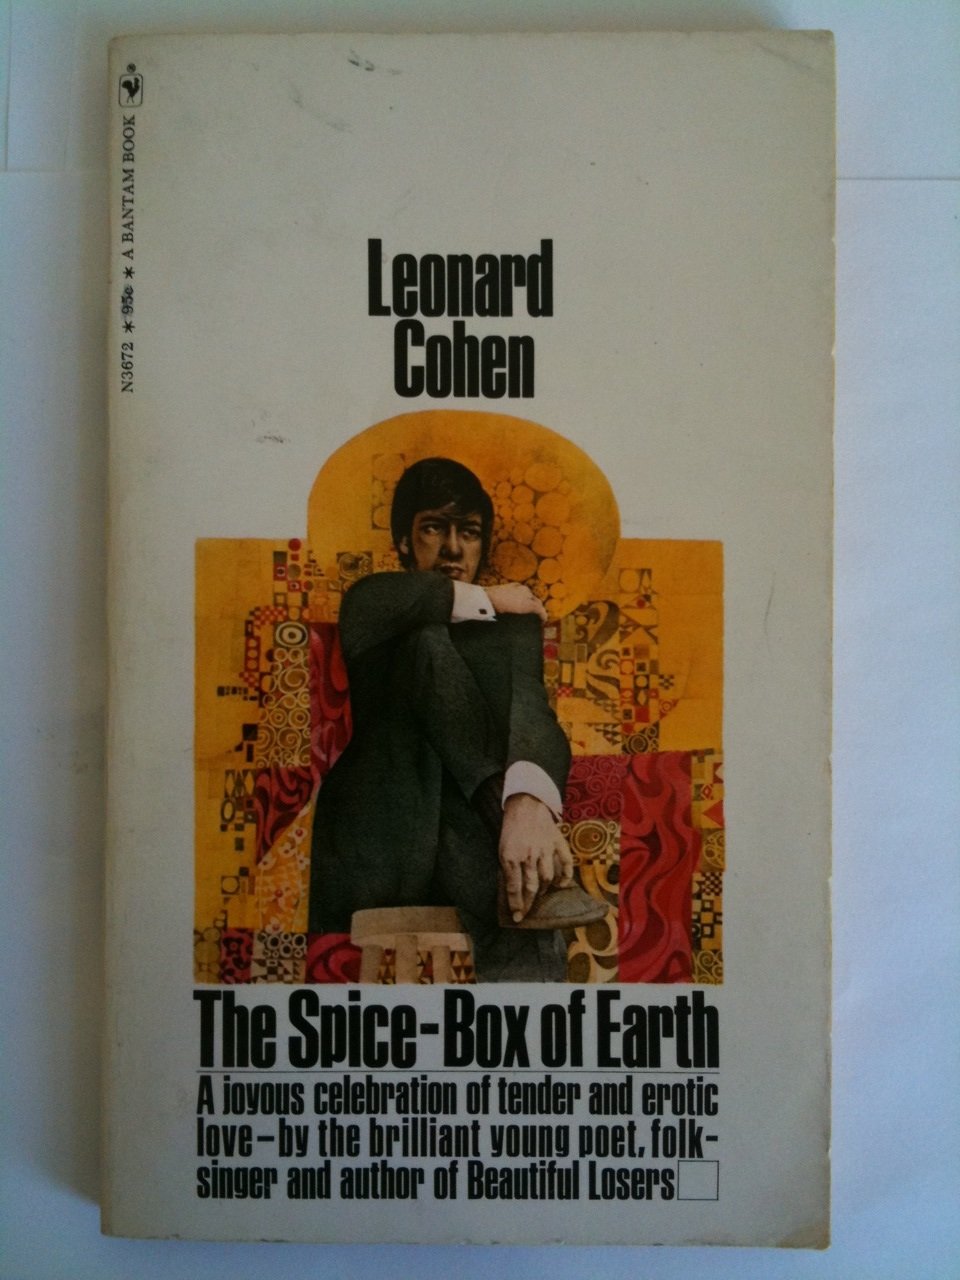 N3672 * 95¢ * A BANTAM BOOK
Leonard
Cohen
The Spice-Box of Earth
A joyous celebration of tender and erotic
love—by the brilliant young poet, folk-
singer and author of Beautiful Losers